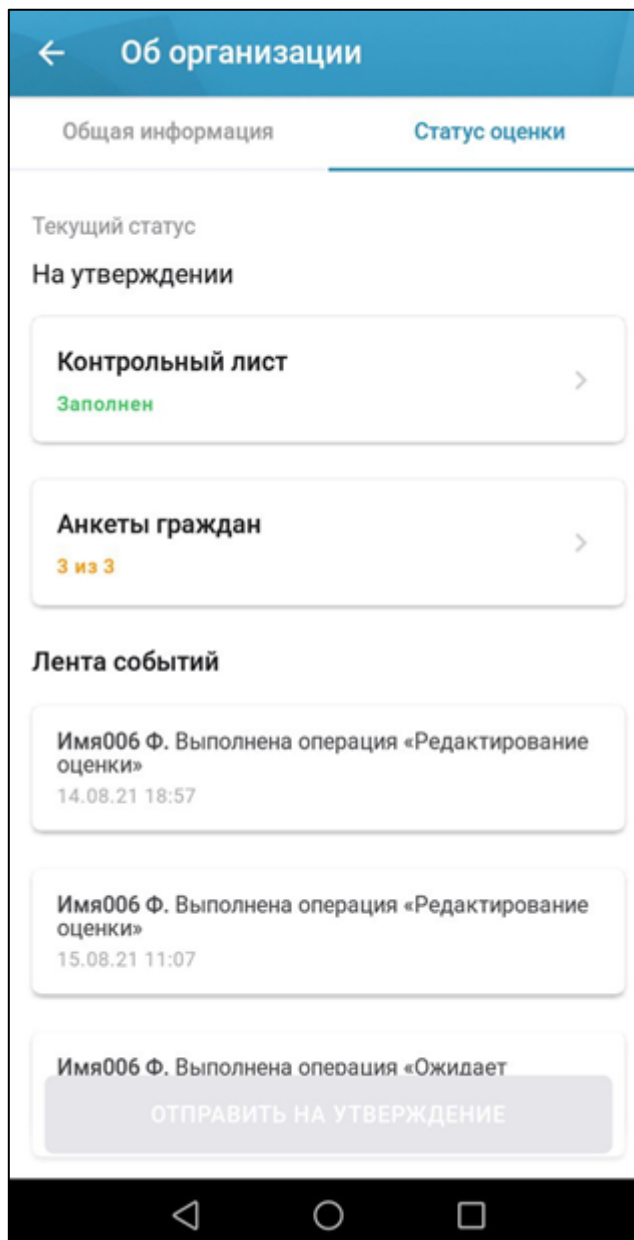 Об организации
Общая информация
Статус оценки
Текущий статус
На утверждении
Контрольный лист
Заполнен
Анкеты граждан
3 из 3
Лента событий
Имя006 Ф. Выполнена операция «Редактирование
оценки»
14.08.21 18:57
Имя006 Ф. Выполнена операция «Редактирование
оценки»
15.08.21 11:07
Имя006 Ф. Выполнена операция «Ожидает
ОТПРАВИТЬ НА УТВЕРЖДЕНИЕ